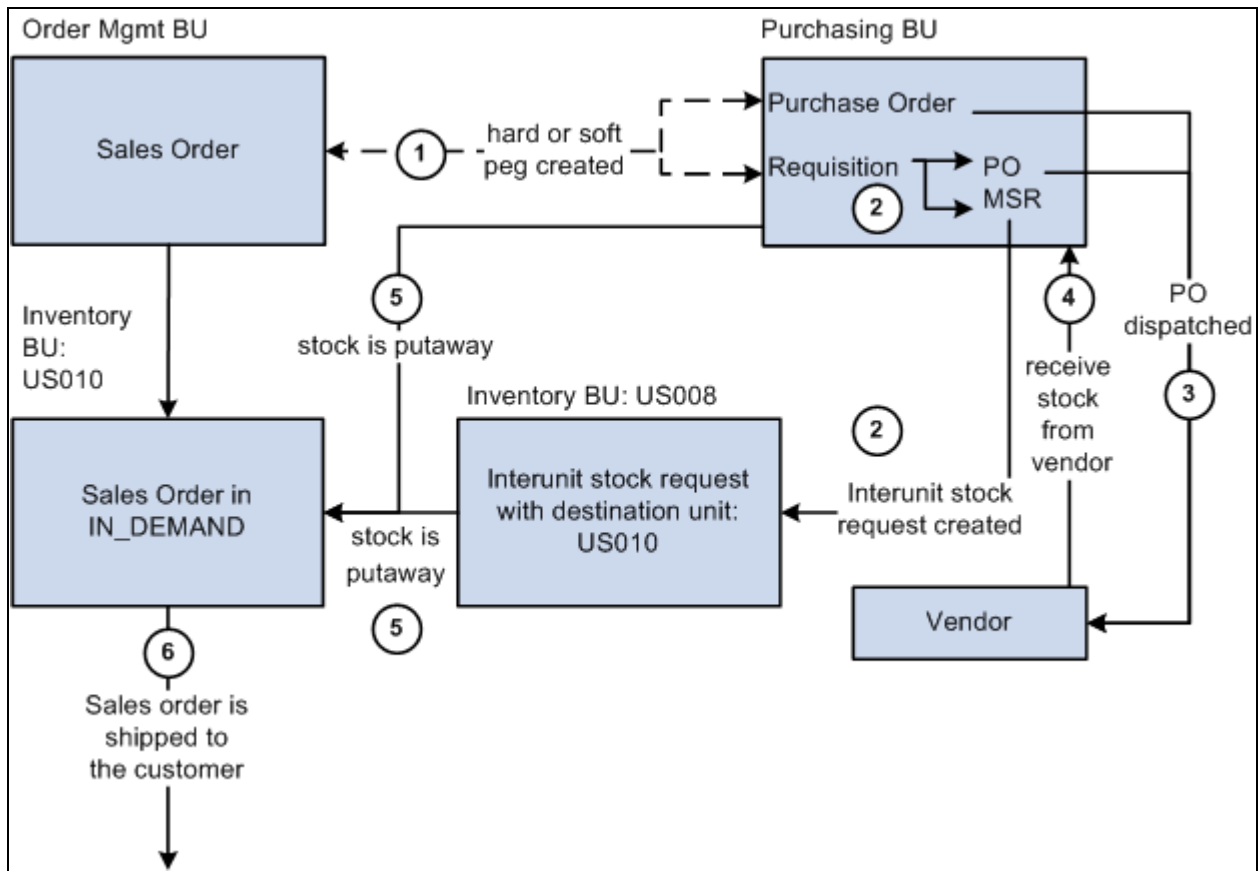 Order Mgmt BU
Purchasing BU
Sales Order
1
hard or soft
peg created
Purchase Order
Requisition
2
PO
MSR
Inventory
BU:
US010
5
stock is putaway
4
receive
stock
from
vendor
PO
dispatched
3
Inventory BU: US008
2
Interunit stock
request created
Sales Order in
IN_DEMAND
stock is
putaway
5
Interunit stock request
with destination unit:
US010
Vendor
6
Sales order is
shipped to
the customer